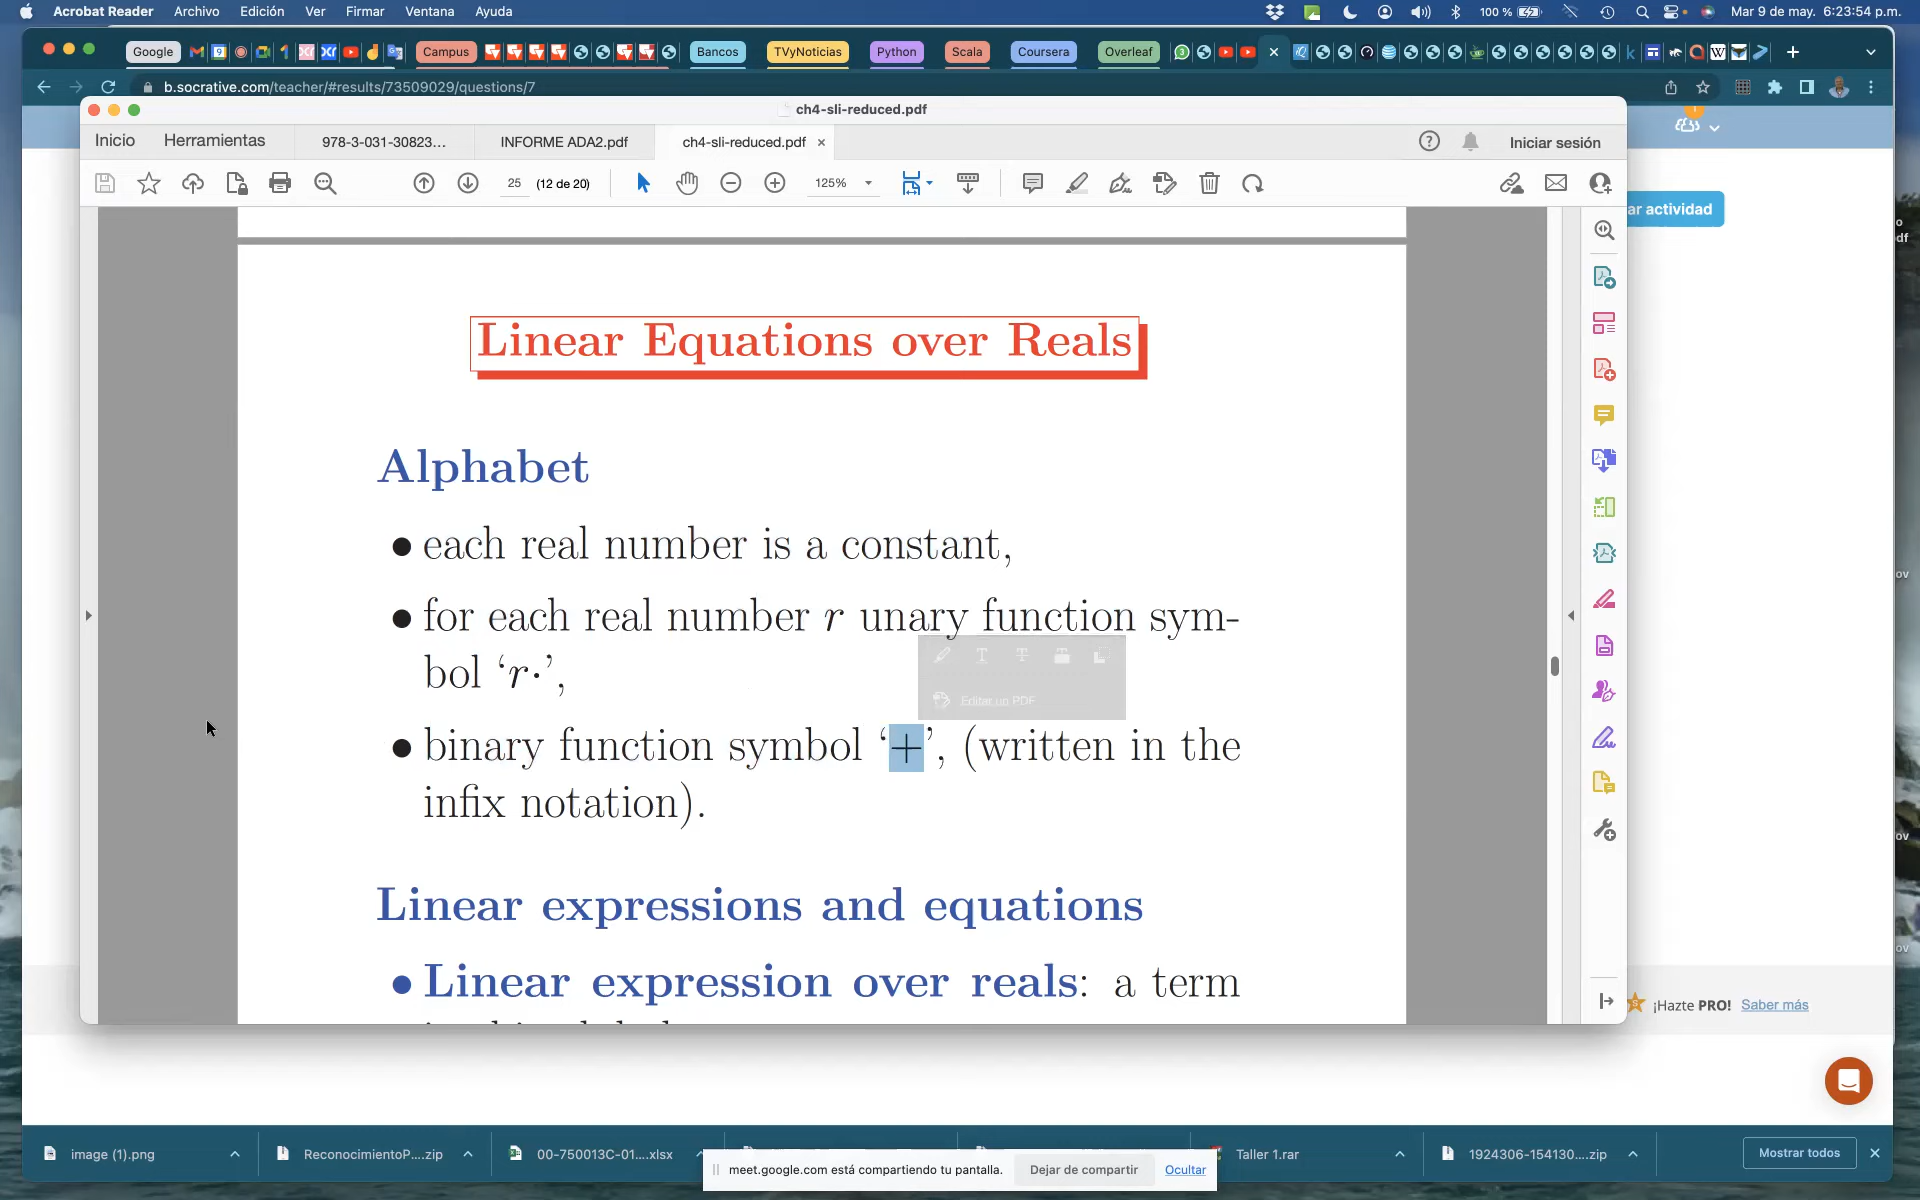 Acrobat Reader Archivo Edición Ver Firmar Ventana Ayuda 100 % Mar 9 de may. 6:23:54 p.m.
Google Campus Bancos TVyNoticias Python Scala Coursera Overleaf
b.socrative.com/teacher/#results/73509029/questions/7
ch4-sli-reduced.pdf
Inicio Herramientas 978-3-031-30823... INFORME ADA2.pdf ch4-sli-reduced.pdf Iniciar sesión
25 (12 de 20) 125%
ar actividad
Linear Equations over Reals
Alphabet
• each real number is a constant,
• for each real number r unary function sym-
bol ‘r·’,
Editar un PDF
• binary function symbol ‘+’, (written in the
infix notation).
Linear expressions and equations
• Linear expression over reals: a term
¡Hazte PRO! Saber más
image (1).png ReconocimientoP....zip 00-750013C-01....xlsx Taller 1.rar 1924306-154130....zip Mostrar todos
meet.google.com está compartiendo tu pantalla. Dejar de compartir Ocultar